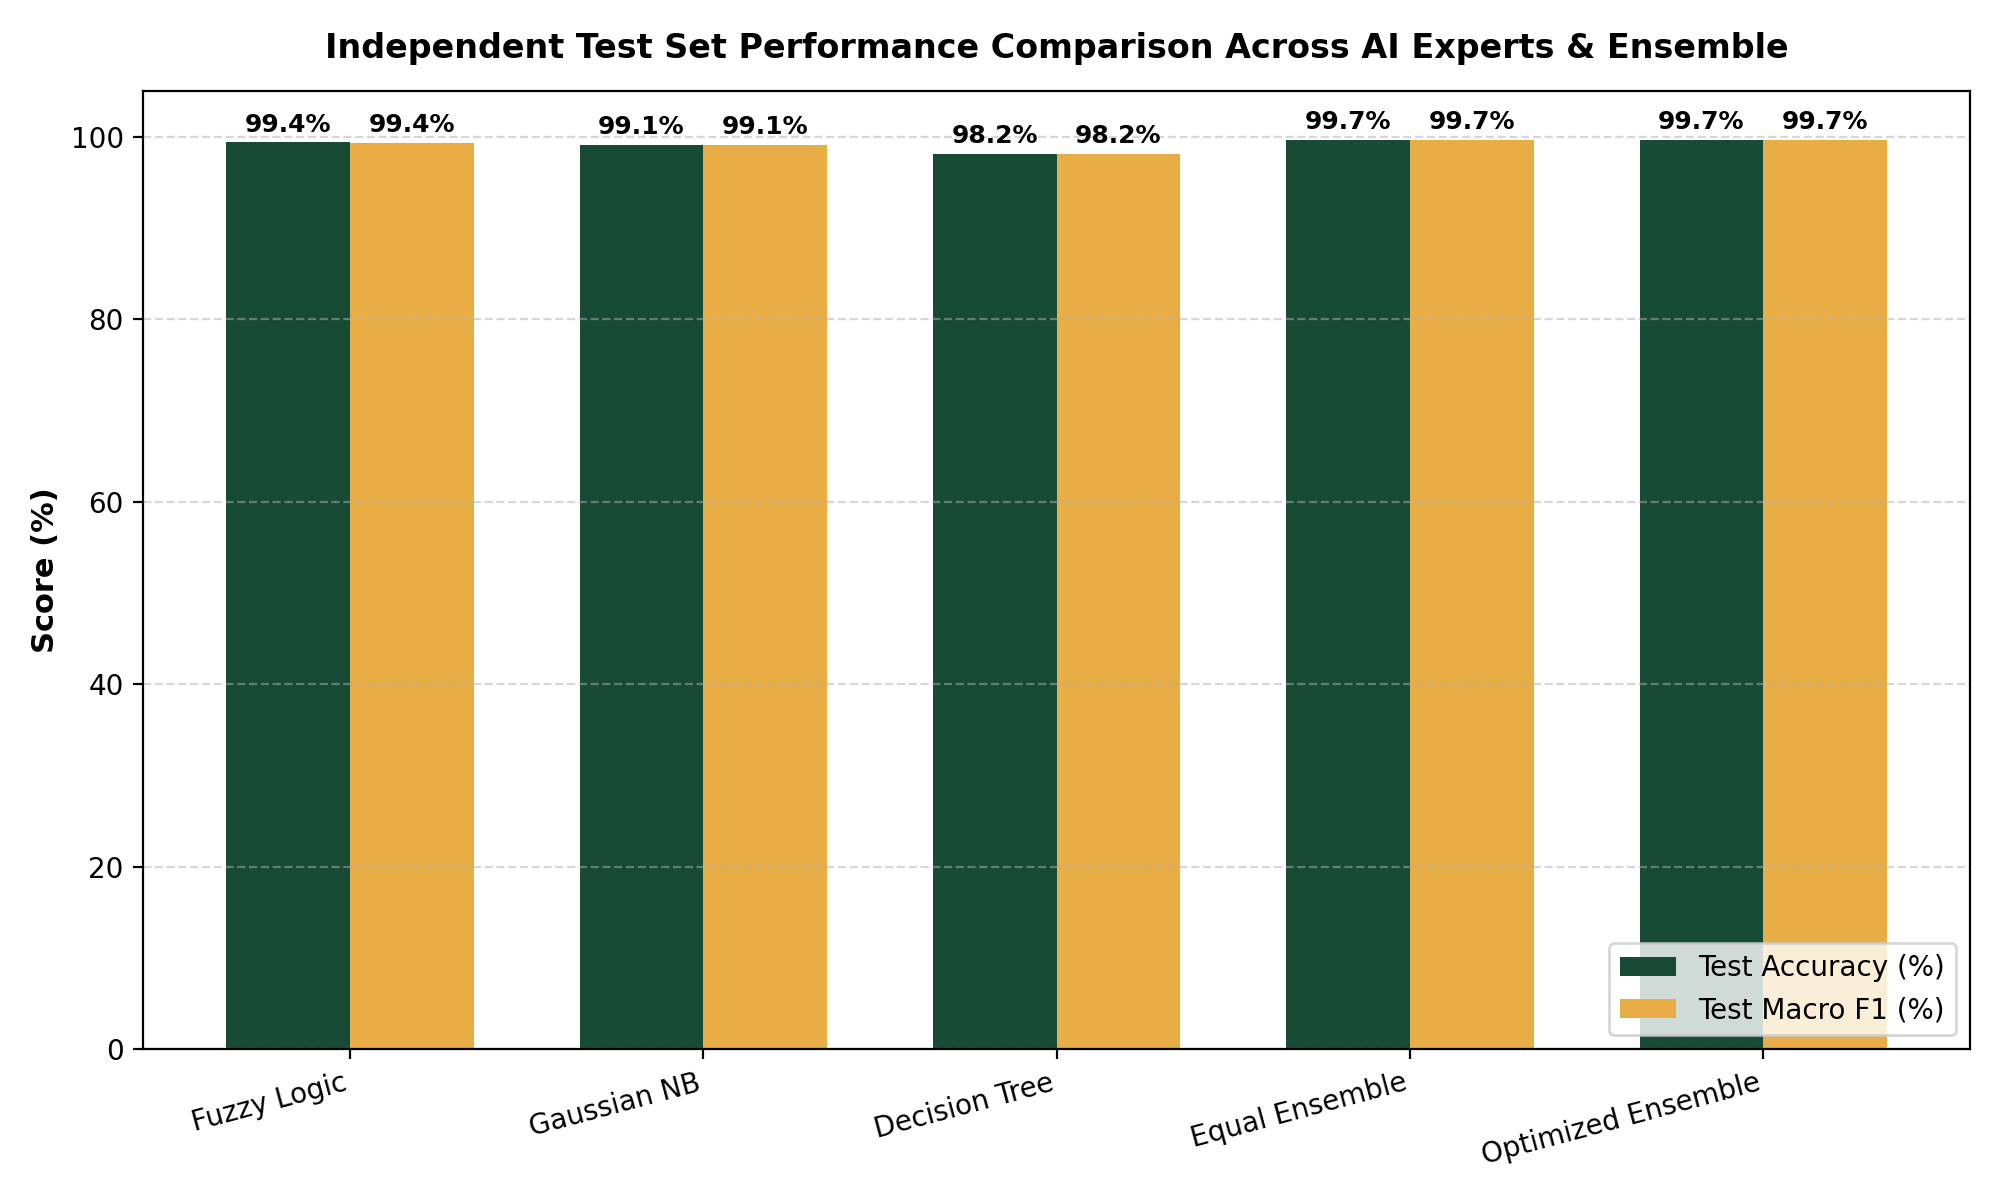 Independent Test Set Performance Comparison Across AI Experts & Ensemble
99.4% 99.4% 99.1% 99.1% 98.2% 98.2% 99.7% 99.7% 99.7% 99.7%
100
80
60
40
20
0
Score (%)
Test Accuracy (%)
Test Macro F1 (%)
Fuzzy Logic
Gaussian NB
Decision Tree
Equal Ensemble
Optimized Ensemble